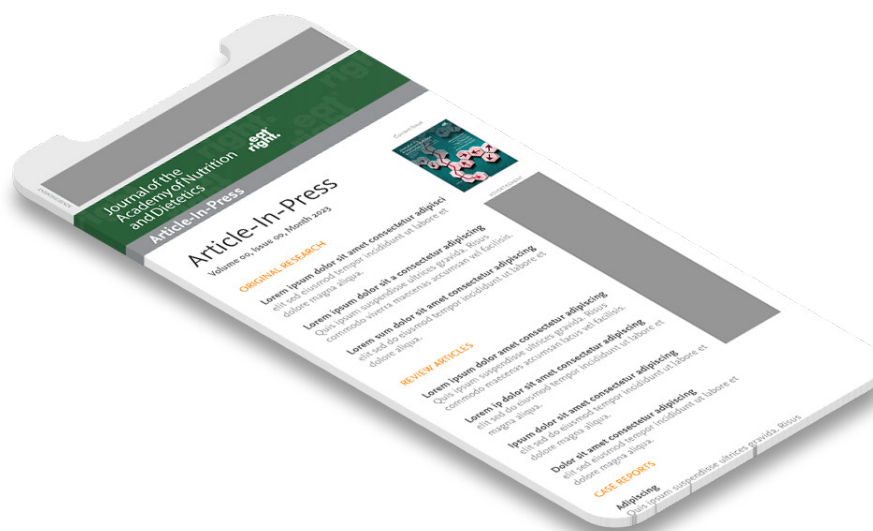 ADVERTISEMENT
Journal of the
Academy of Nutrition
and Dietetics
eat
right.
Article-In-Press
Article-In-Press
Volume 00, Issue 00, Month 2023
Current Issue
ADVERTISEMENT
ORIGINAL RESEARCH
Lorem ipsum dolor sit amet consectetur adipisci
elit sed eiusmod tempor incididunt ut labore et
dolore magna aliqua.
Lorem ipsum dolor sit a consectetur adipiscing
Quis ipsum suspendisse ultrices gravida. Risus
commodo viverra maecenas accumsan vel facilisis.
Lorem sum dolor sit amet consectetur adipiscing
elit sed do eiusmod tempor incididunt ut labore et
dolore aliqua.
REVIEW ARTICLES
Lorem ipsum dolor amet consectetur adipiscing
Quis ipsum suspendisse ultrices gravida. Risus
commodo maecenas accumsan lacus vel facilisis.
Lorem ip dolor sit amet consectetur adipiscing
elit sed do eiusmod tempor incididunt ut labore et
magna aliqua.
Ipsum dolor sit amet consectetur adipiscing
elit sed do eiusmod tempor incididunt ut labore et
dolore magna aliqua.
Dolor sit amet consectetur adipiscing
elit sed do eiusmod tempor incididunt ut labore et
dolore magna aliqua.
CASE REPORTS
Adipiscing
Quis ipsum suspendisse ultrices gravida. Risus